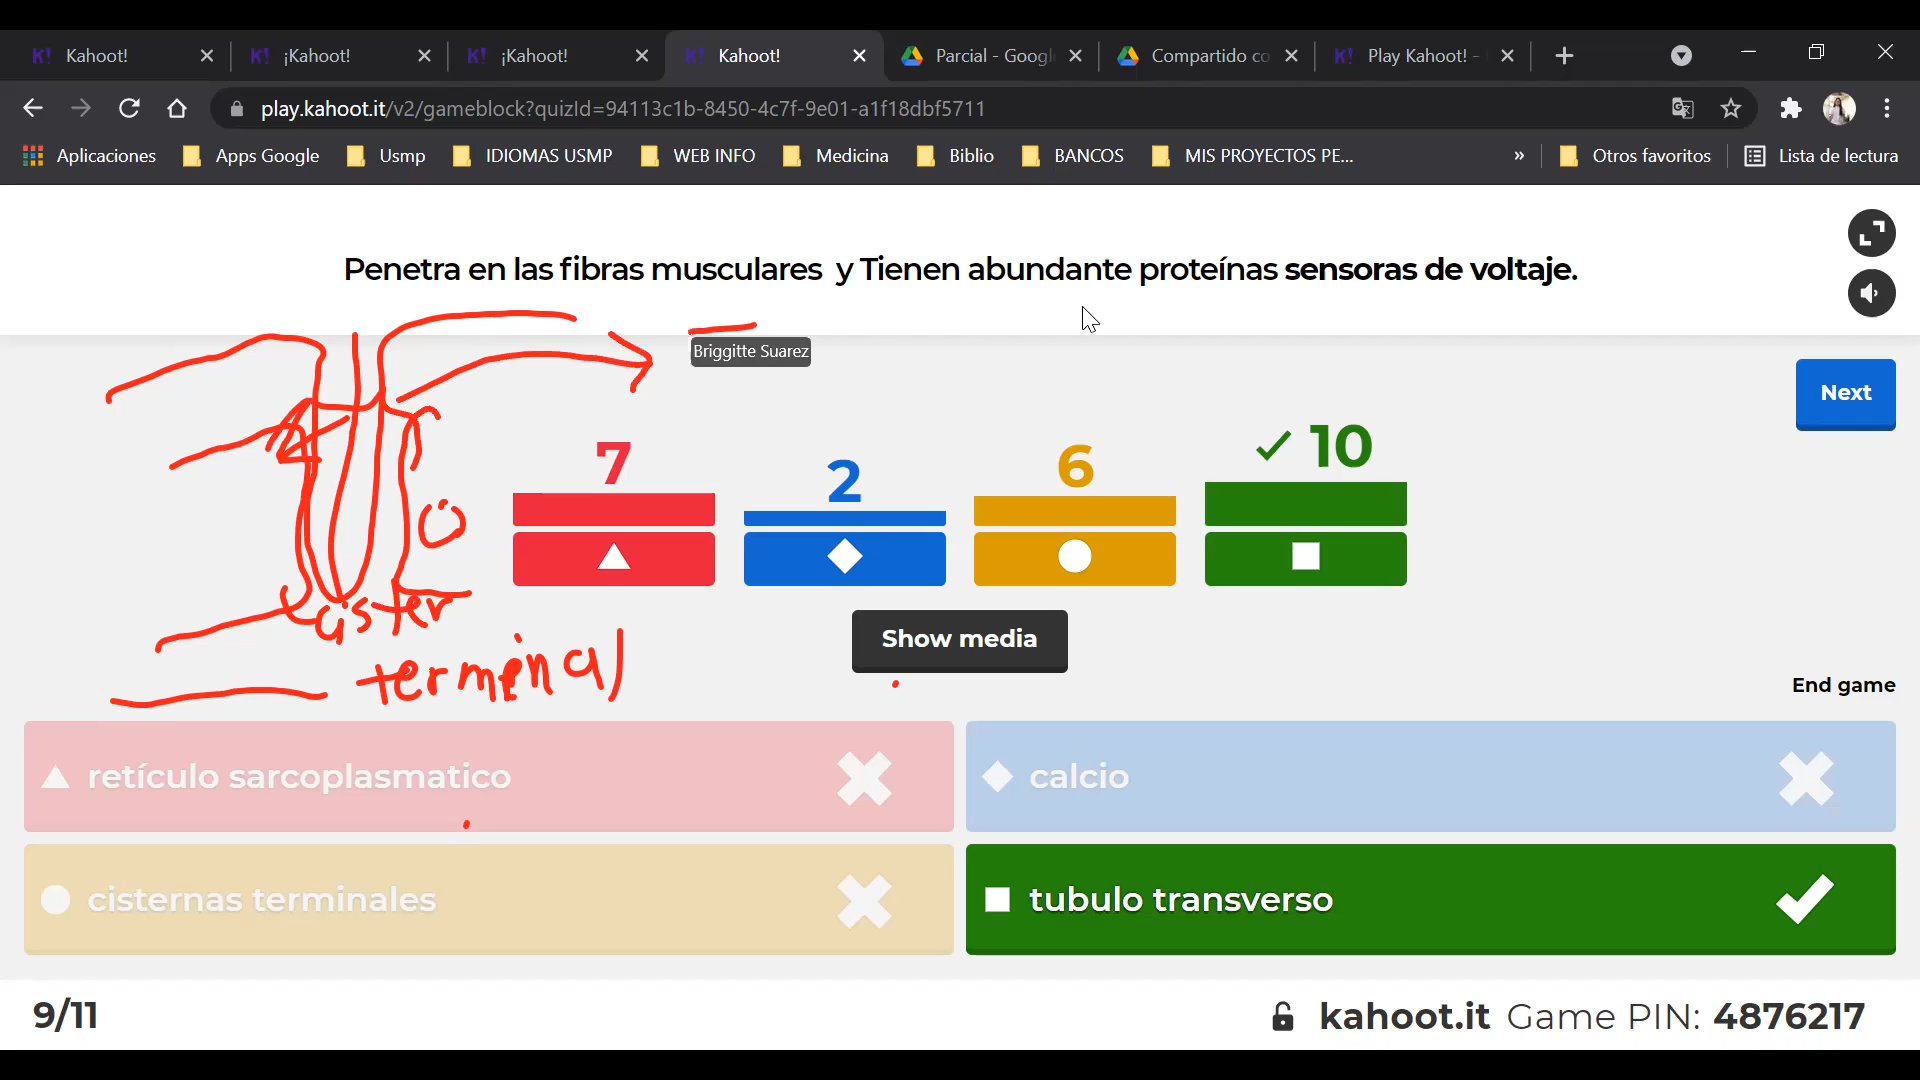 Kahoot!
¡Kahoot!
¡Kahoot!
Kahoot!
Parcial - Googl
Compartido co
Play Kahoot! -
play.kahoot.it/v2/gameblock?quizId=94113c1b-8450-4c7f-9e01-a1f18dbf5711
Aplicaciones Apps Google Usmp IDIOMAS USMP WEB INFO Medicina Biblio BANCOS MIS PROYECTOS PE... » Otros favoritos Lista de lectura
Penetra en las fibras musculares y Tienen abundante proteínas sensoras de voltaje.
Briggitte Suarez
Next
7
2
6
10
cister
terminal
Show media
End game
retículo sarcoplasmatico
calcio
cisternas terminales
tubulo transverso
9/11
kahoot.it Game PIN: 4876217